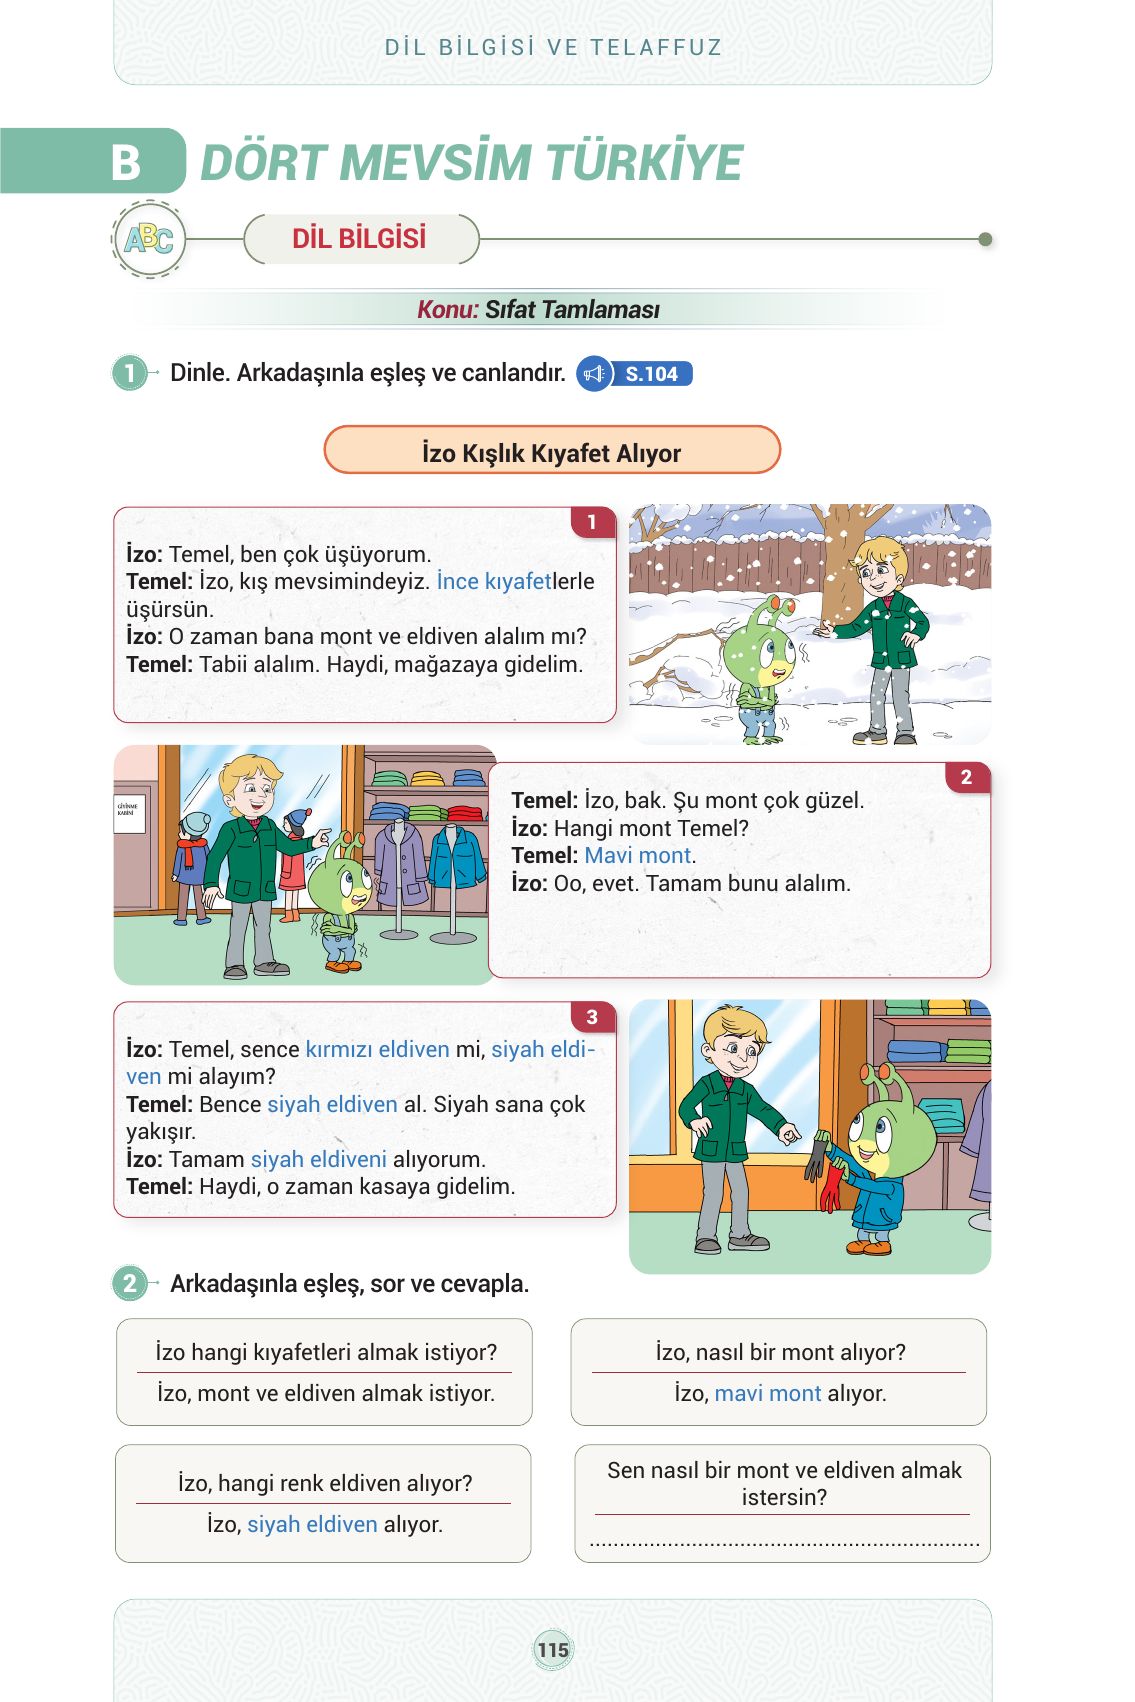 DİL BİLGİSİ VE TELAFFUZ
B DÖRT MEVSİM TÜRKİYE
ABC
DİL BİLGİSİ
Konu: Sıfat Tamlaması
1 Dinle. Arkadaşınla eşleş ve canlandır. S.104
İzo Kışlık Kıyafet Alıyor
1
İzo: Temel, ben çok üşüyorum.
Temel: İzo, kış mevsimindeyiz. İnce kıyafetlerle
üşürsün.
İzo: O zaman bana mont ve eldiven alalım mı?
Temel: Tabii alalım. Haydi, mağazaya gidelim.
GİYİNME
KABİNİ
2
Temel: İzo, bak. Şu mont çok güzel.
İzo: Hangi mont Temel?
Temel: Mavi mont.
İzo: Oo, evet. Tamam bunu alalım.
3
İzo: Temel, sence kırmızı eldiven mi, siyah eldi-
ven mi alayım?
Temel: Bence siyah eldiven al. Siyah sana çok
yakışır.
İzo: Tamam siyah eldiveni alıyorum.
Temel: Haydi, o zaman kasaya gidelim.
2 Arkadaşınla eşleş, sor ve cevapla.
İzo hangi kıyafetleri almak istiyor?
İzo, mont ve eldiven almak istiyor.
İzo, nasıl bir mont alıyor?
İzo, mavi mont alıyor.
İzo, hangi renk eldiven alıyor?
İzo, siyah eldiven alıyor.
Sen nasıl bir mont ve eldiven almak
istersin?
.................................................................
115